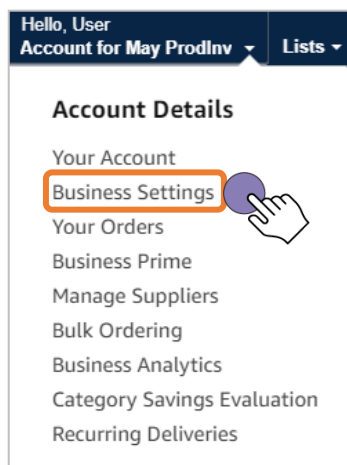 Hello, User
Account for May ProdInv Lists
Account Details
Your Account
Business Settings
Your Orders
Business Prime
Manage Suppliers
Bulk Ordering
Business Analytics
Category Savings Evaluation
Recurring Deliveries